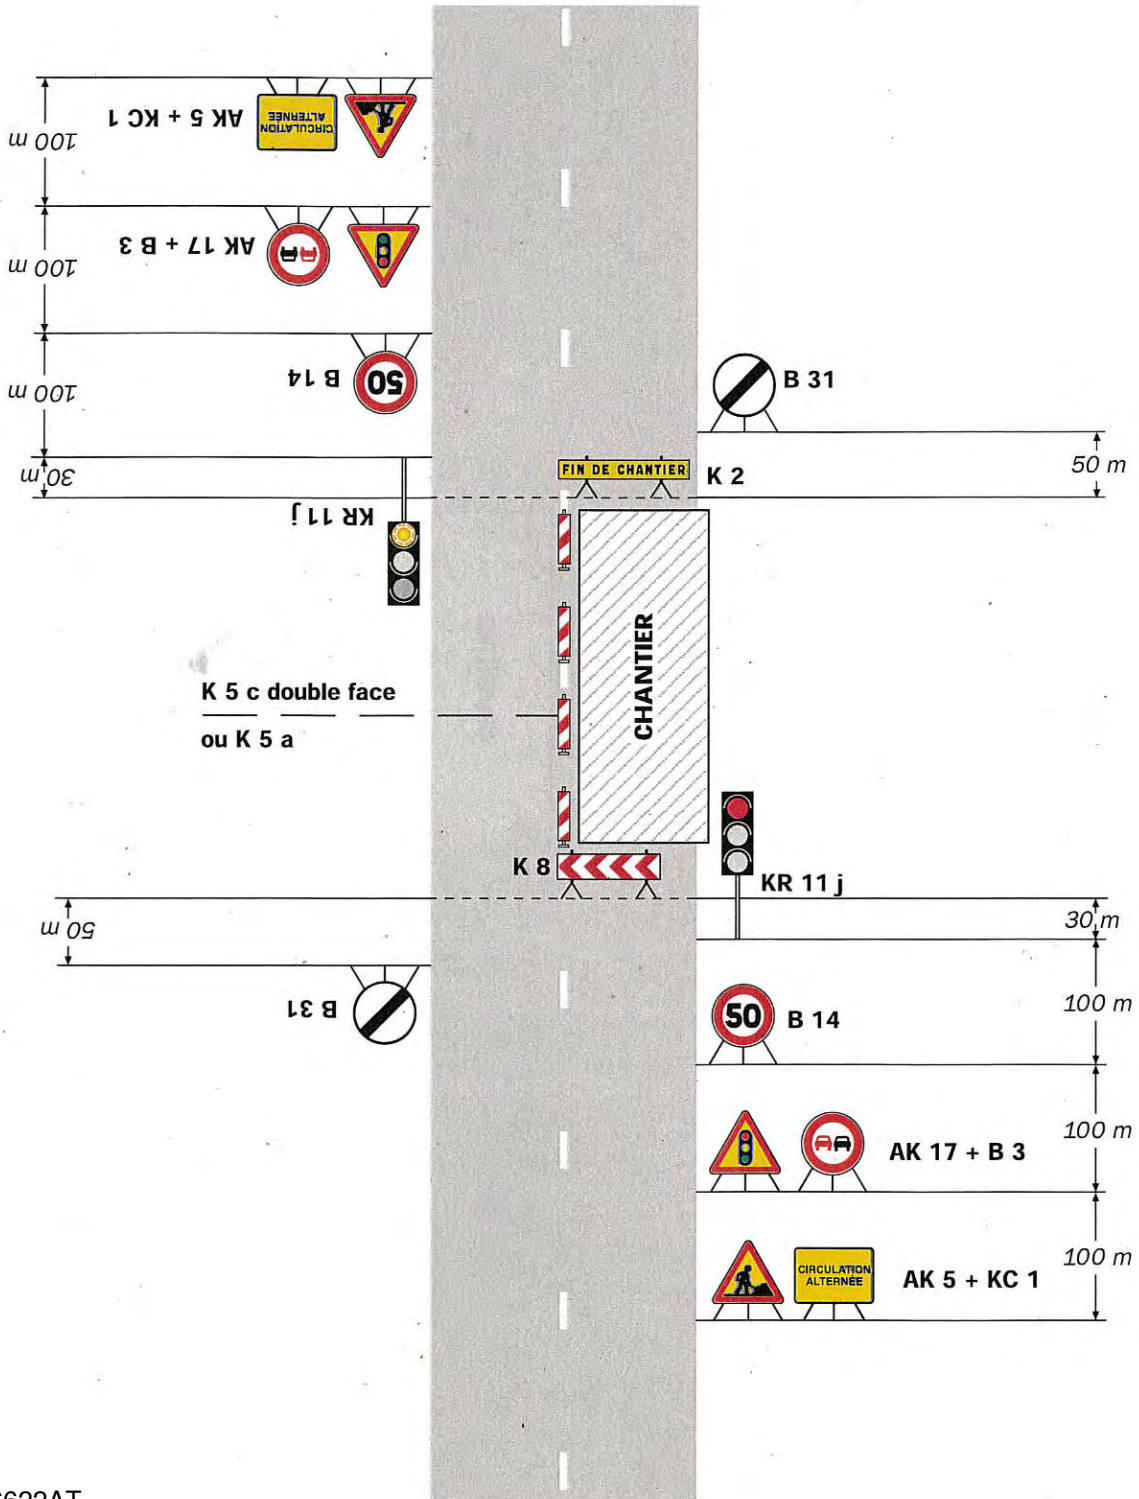 100 m
AK 5 + KC 1
CIRCULATION
ALTERNÉE
100 m
AK 17 + B 3
100 m
B 14
50
B 31
30 m
FIN DE CHANTIER
K 2
50 m
KR 11 j
K 5 c double face
ou K 5 a
CHANTIER
K 8
KR 11 j
50 m
30 m
B 31
50
B 14
100 m
AK 17 + B 3
100 m
CIRCULATION
ALTERNÉE
AK 5 + KC 1
100 m